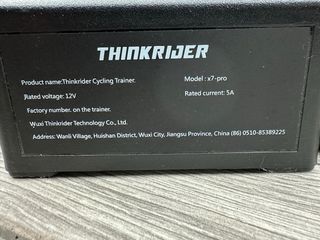 THINKRIDER
Product name:Thinkrider Cycling Trainer. Model : x7-pro
Rated voltage: 12V Rated current: 5A
Factory number. on the trainer.
Wuxi Thinkrider Technology Co., Ltd.
Address: Wanli Village, Huishan District, Wuxi City, Jiangsu Province, China (86) 0510-85389225